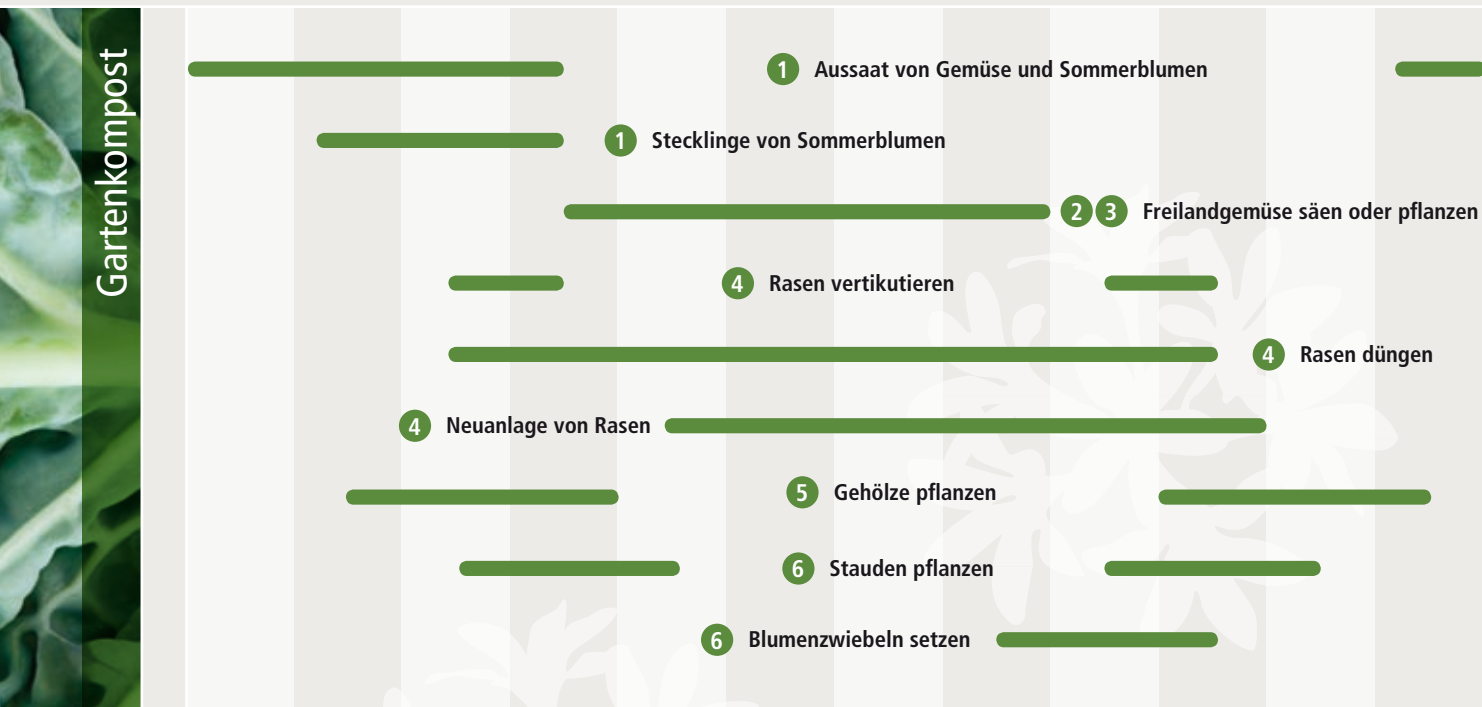 Gartenkompost
1 Aussaat von Gemüse und Sommerblumen
1 Stecklinge von Sommerblumen
2 3 Freilandgemüse säen oder pflanzen
4 Rasen vertikutieren
4 Rasen düngen
4 Neuanlage von Rasen
5 Gehölze pflanzen
6 Stauden pflanzen
6 Blumenzwiebeln setzen